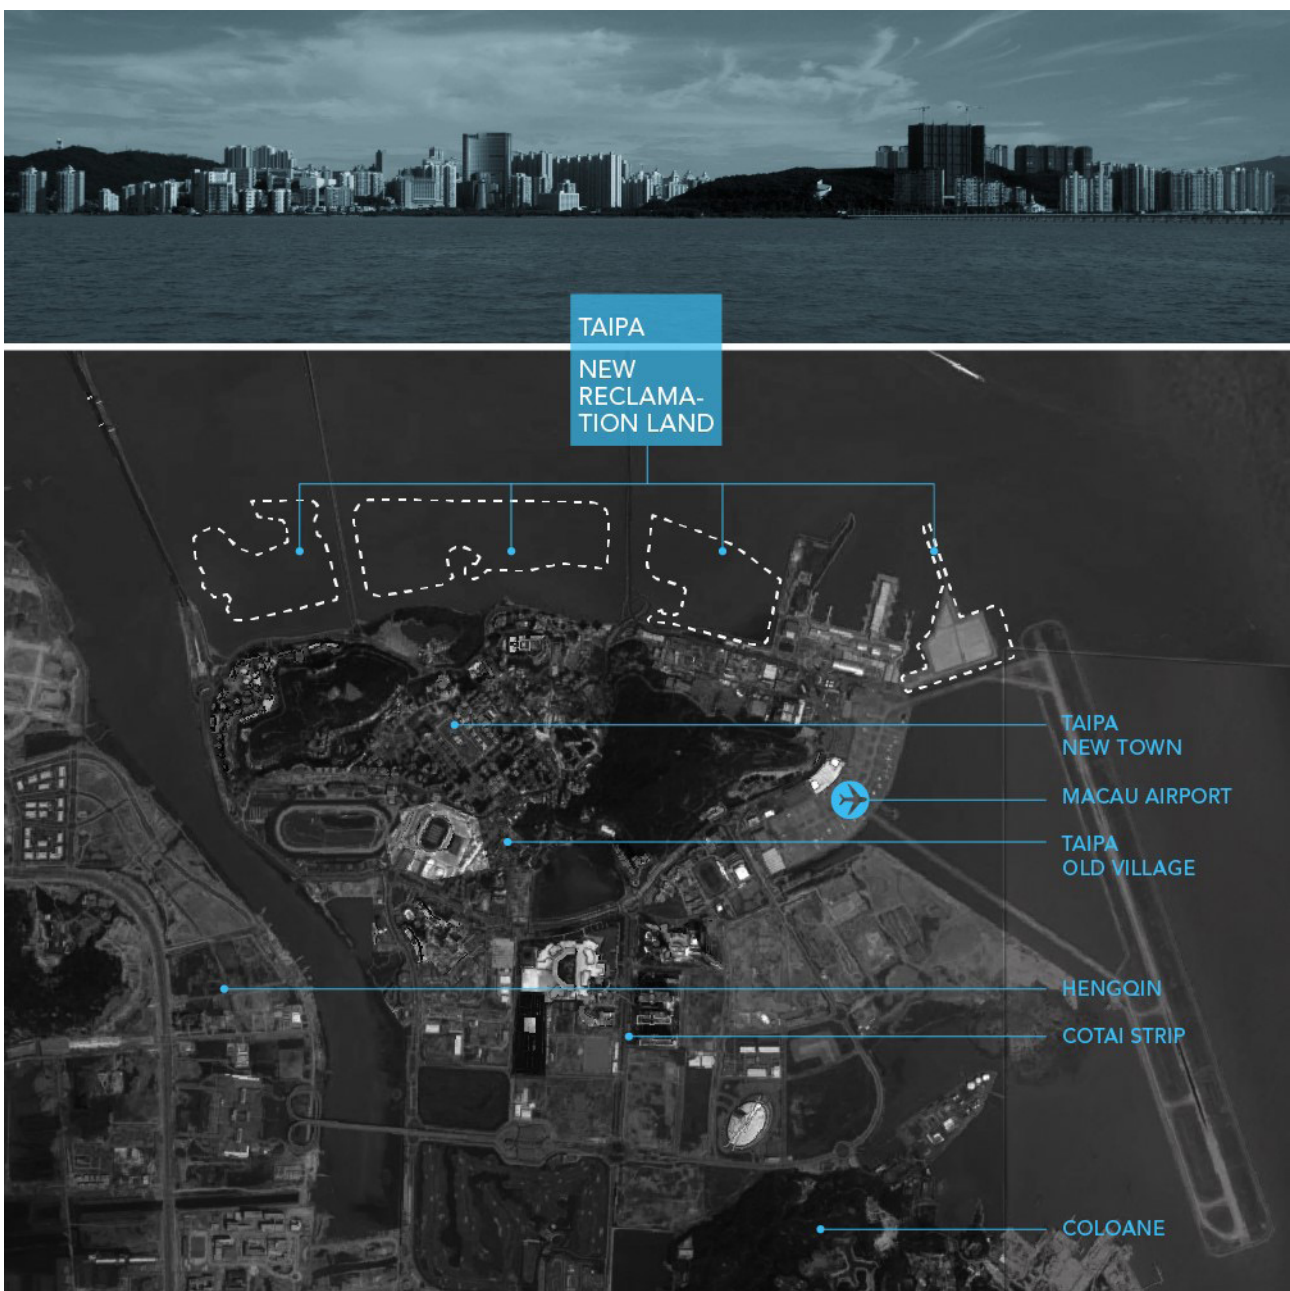 TAIPA
NEW
RECLAMA-
TION LAND
TAIPA
NEW TOWN
MACAU AIRPORT
TAIPA
OLD VILLAGE
HENGQIN
COTAI STRIP
COLOANE